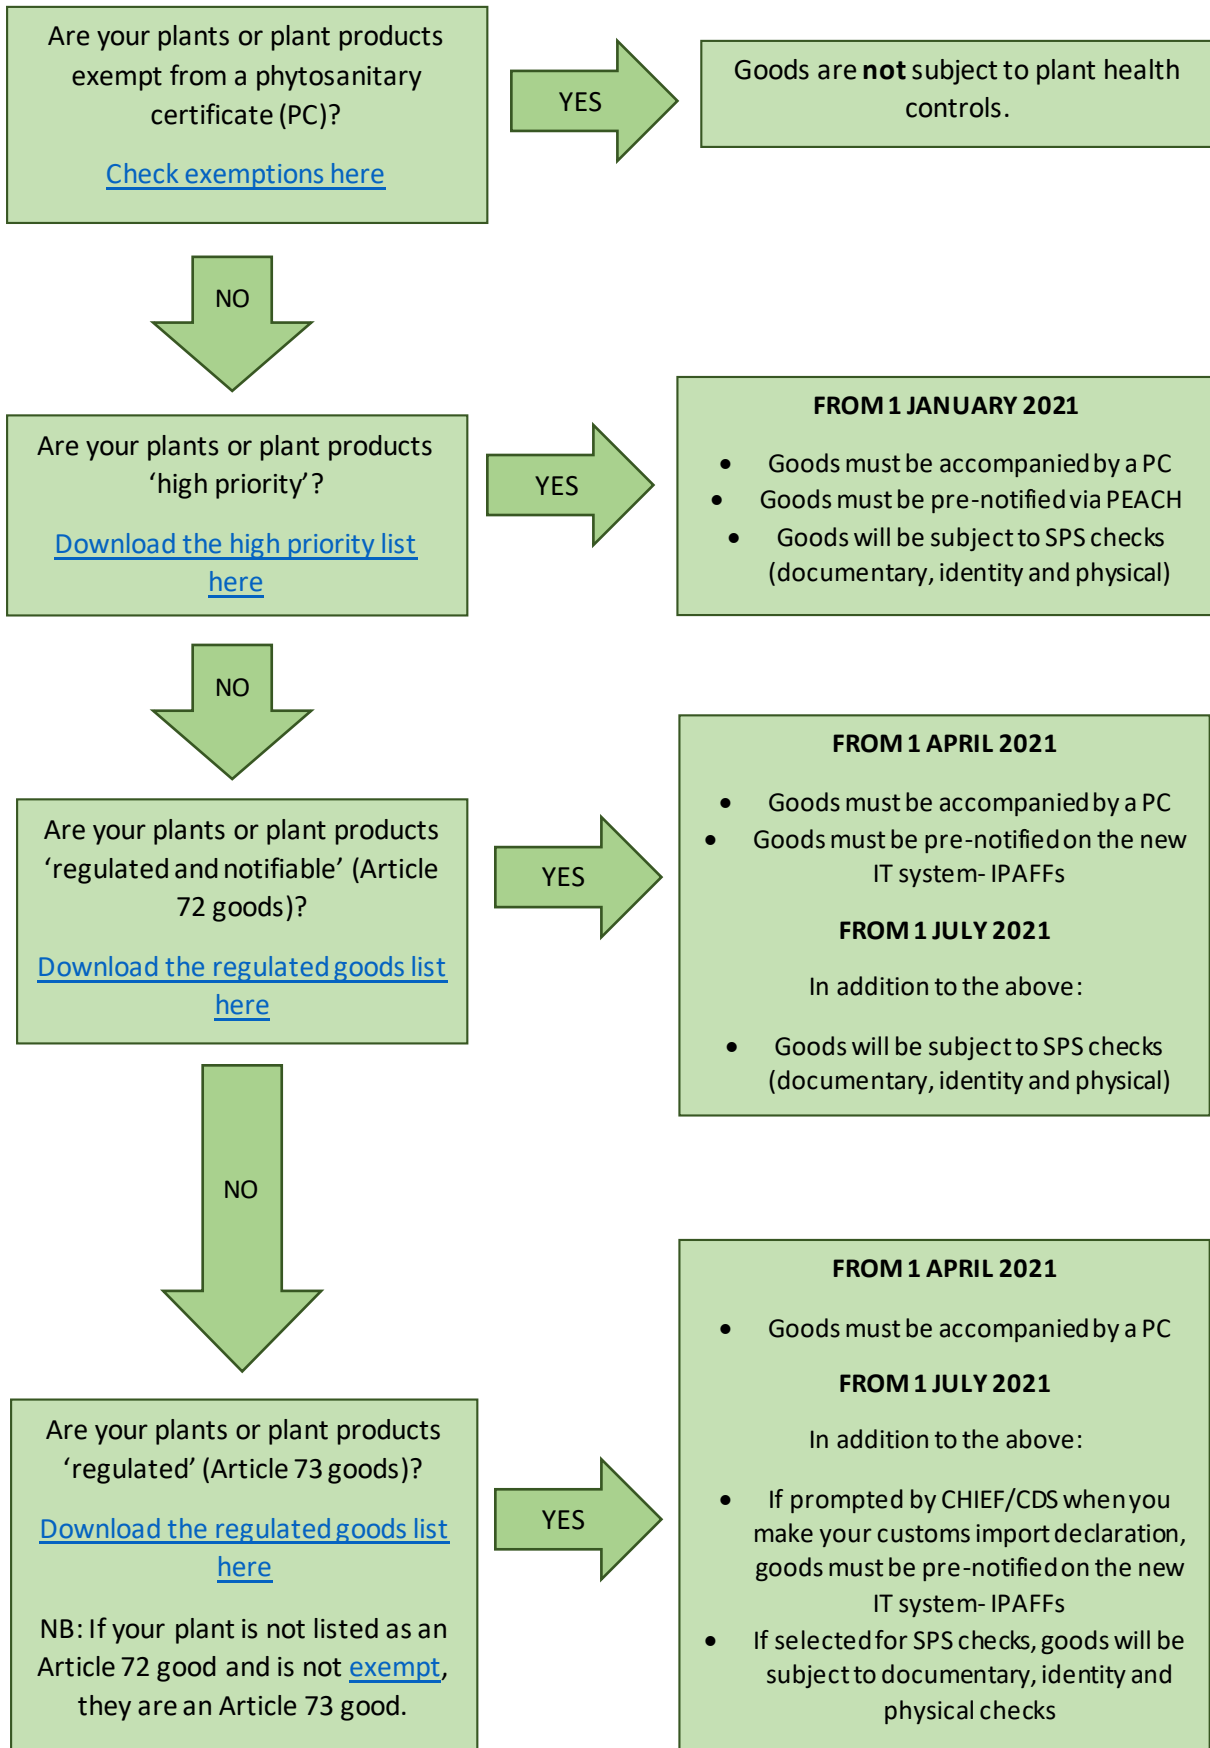 Are your plants or plant products
exempt from a phytosanitary
certificate (PC)?
Check exemptions here
YES
Goods are not subject to plant health
controls.
NO
Are your plants or plant products
‘high priority’?
Download the high priority list
here
YES
FROM 1 JANUARY 2021
• Goods must be accompanied by a PC
• Goods must be pre-notified via PEACH
• Goods will be subject to SPS checks
(documentary, identity and physical)
NO
Are your plants or plant products
‘regulated and notifiable’ (Article
72 goods)?
Download the regulated goods list
here
YES
FROM 1 APRIL 2021
• Goods must be accompanied by a PC
• Goods must be pre-notified on the new
IT system- IPAFFs
FROM 1 JULY 2021
In addition to the above:
• Goods will be subject to SPS checks
(documentary, identity and physical)
NO
Are your plants or plant products
‘regulated’ (Article 73 goods)?
Download the regulated goods list
here
NB: If your plant is not listed as an
Article 72 good and is not exempt,
they are an Article 73 good.
YES
FROM 1 APRIL 2021
• Goods must be accompanied by a PC
FROM 1 JULY 2021
In addition to the above:
• If prompted by CHIEF/CDS when you
make your customs import declaration,
goods must be pre-notified on the new
IT system- IPAFFs
• If selected for SPS checks, goods will be
subject to documentary, identity and
physical checks